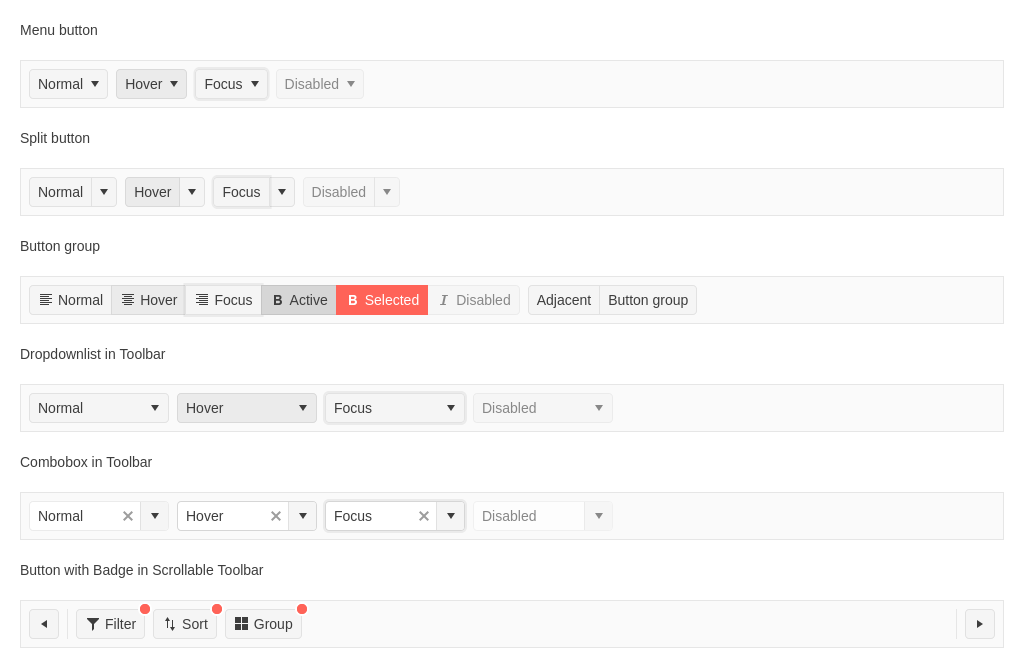 Menu button
Normal Hover Focus Disabled
Split button
Normal Hover Focus Disabled
Button group
Normal Hover Focus B Active B Selected I Disabled Adjacent Button group
Dropdownlist in Toolbar
Normal Hover Focus Disabled
Combobox in Toolbar
Normal Hover Focus Disabled
Button with Badge in Scrollable Toolbar
Filter Sort Group